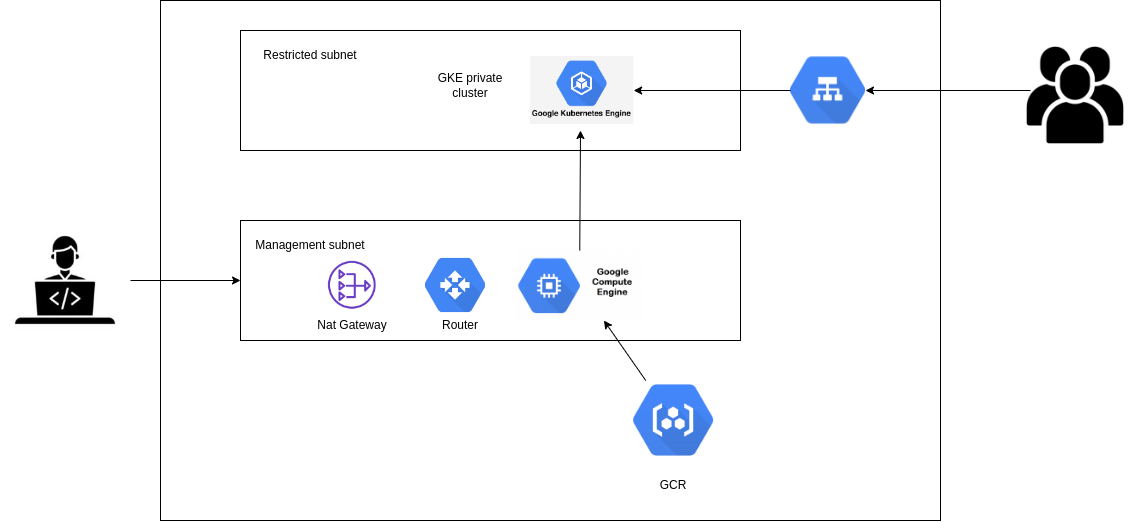 Restricted subnet
GKE private
cluster
Google Kubernetes Engine
Management subnet
Nat Gateway
Router
Google
Compute
Engine
GCR